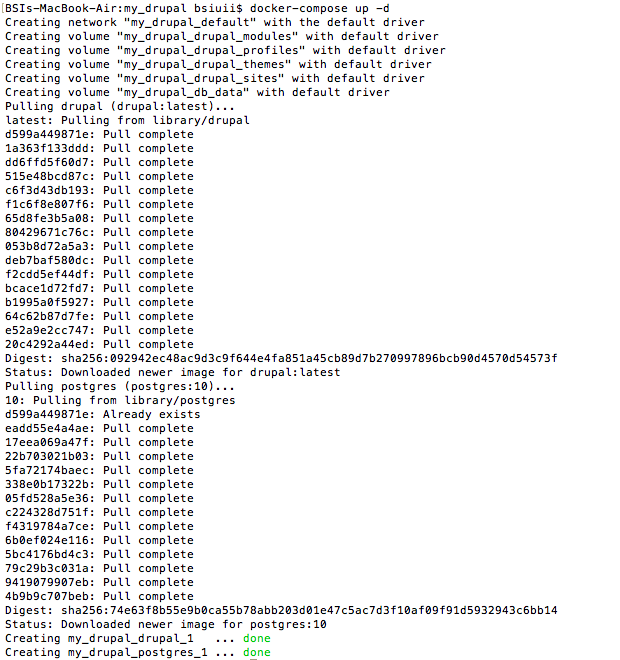 [BSIs-MacBook-Air:my_drupal bsiuii$ docker-compose up -d
Creating network "my_drupal_default" with the default driver
Creating volume "my_drupal_drupal_modules" with default driver
Creating volume "my_drupal_drupal_profiles" with default driver
Creating volume "my_drupal_drupal_themes" with default driver
Creating volume "my_drupal_drupal_sites" with default driver
Creating volume "my_drupal_db_data" with default driver
Pulling drupal (drupal:latest)...
latest: Pulling from library/drupal
d599a449871e: Pull complete
1a363f133ddd: Pull complete
dd6ffd5f60d7: Pull complete
515e48bcd87c: Pull complete
c6f3d43db193: Pull complete
f1c6f8e807f6: Pull complete
65d8fe3b5a08: Pull complete
80429671c76c: Pull complete
053b8d72a5a3: Pull complete
deb7baf580dc: Pull complete
f2cdd5ef44df: Pull complete
bcace1d72fd7: Pull complete
b1995a0f5927: Pull complete
64c62b87d7fe: Pull complete
e52a9e2cc747: Pull complete
20c4292a44ed: Pull complete
Digest: sha256:092942ec48ac9d3c9f644e4fa851a45cb89d7b270997896bcb90d4570d54573f
Status: Downloaded newer image for drupal:latest
Pulling postgres (postgres:10)...
10: Pulling from library/postgres
d599a449871e: Already exists
eadd55e4a4ae: Pull complete
17eea069a47f: Pull complete
22b703021b03: Pull complete
5fa72174baec: Pull complete
338e0b17322b: Pull complete
05fd528a5e36: Pull complete
c224328d751f: Pull complete
f4319784a7ce: Pull complete
6b0ef024e116: Pull complete
5bc4176bd4c3: Pull complete
79c29b3c031a: Pull complete
9419079907eb: Pull complete
4b9b9c707beb: Pull complete
Digest: sha256:74e63f8b55e9b0ca55b78abb203d01e47c5ac7d3f10af09f91d5932943c6bb14
Status: Downloaded newer image for postgres:10
Creating my_drupal_drupal_1   ... done
Creating my_drupal_postgres_1 ... done